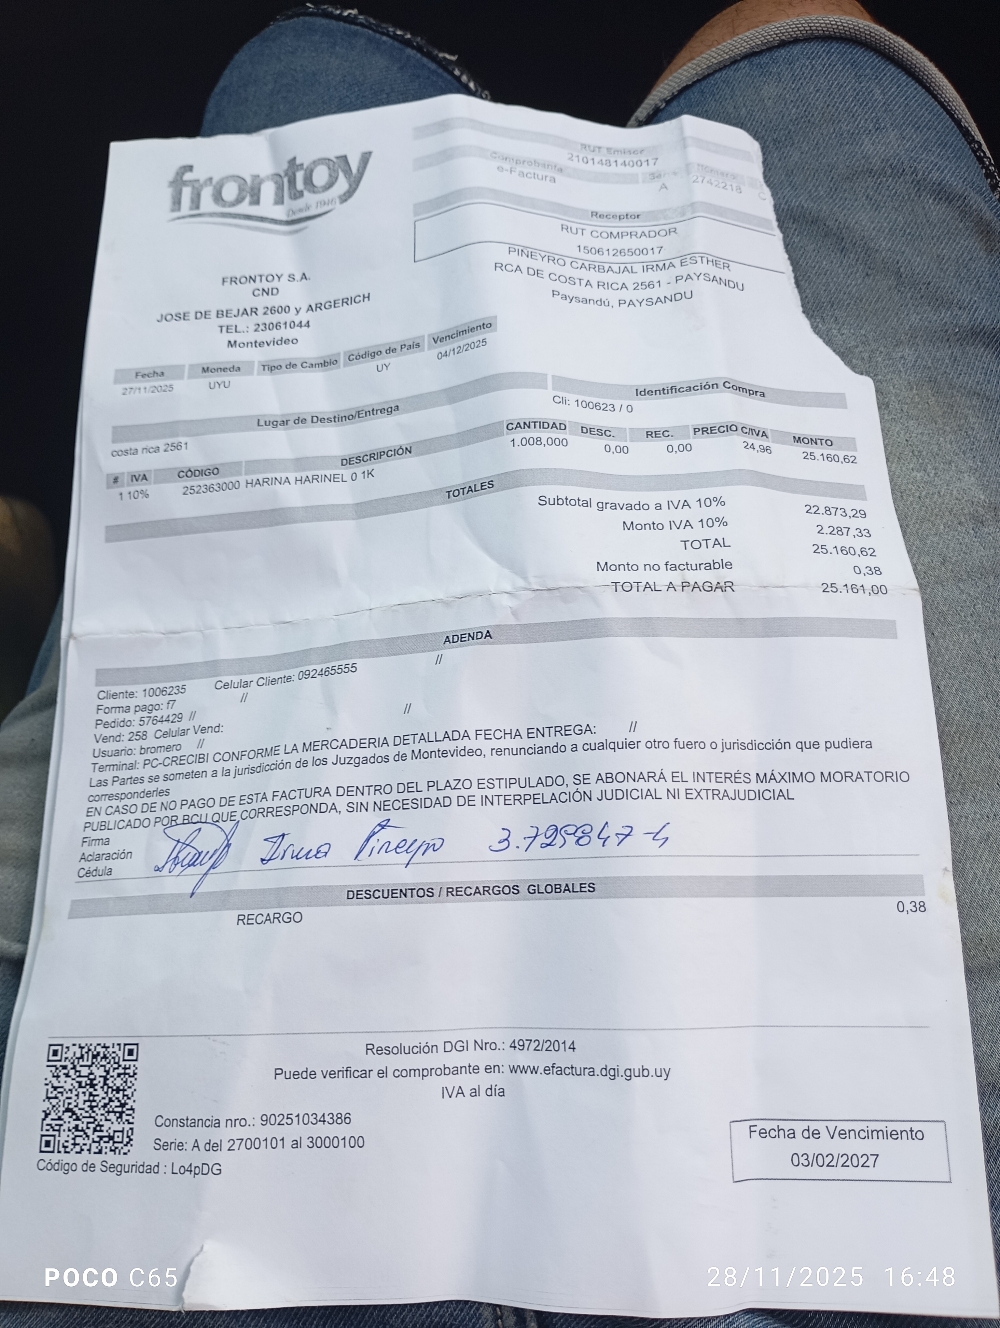 frontoy
Desde 1946
RUT Emisor
210148140017
Comprobante
e-Factura
Serie
A
Número
2742218
C
Receptor
RUT COMPRADOR
150612650017
PIÑEYRO CARBAJAL IRMA ESTHER
RCA DE COSTA RICA 2561 - PAYSANDU
Paysandú, PAYSANDU
FRONTOY S.A.
CND
JOSE DE BEJAR 2600 y ARGERICH
TEL.: 23061044
Montevideo
Fecha Moneda Tipo de Cambio Código de País Vencimiento
27/11/2025 UYU UY 04/12/2025
Identificación Compra
Cli: 100623 / 0
Lugar de Destino/Entrega
costa rica 2561
# IVA CÓDIGO DESCRIPCIÓN CANTIDAD DESC. REC. PRECIO C/IVA MONTO
1 10% 252363000 HARINA HARINEL 0 1K 1.008,000 0,00 0,00 24,96 25.160,62
TOTALES
Subtotal gravado a IVA 10% 22.873,29
Monto IVA 10% 2.287,33
TOTAL 25.160,62
Monto no facturable 0,38
TOTAL A PAGAR 25.161,00
ADENDA
Cliente: 1006235 Celular Cliente: 092465555 //
Forma pago: f7 //
Pedido: 5764429 // //
Vend: 258 Celular Vend:
Usuario: bromero //
Terminal: PC-CRECIBI CONFORME LA MERCADERIA DETALLADA FECHA ENTREGA: //
Las Partes se someten a la jurisdicción de los Juzgados de Montevideo, renunciando a cualquier otro fuero o jurisdicción que pudiera
corresponderles
EN CASO DE NO PAGO DE ESTA FACTURA DENTRO DEL PLAZO ESTIPULADO, SE ABONARÁ EL INTERÉS MÁXIMO MORATORIO
PUBLICADO POR BCU QUE CORRESPONDA, SIN NECESIDAD DE INTERPELACIÓN JUDICIAL NI EXTRAJUDICIAL
Firma
Aclaración Irma Pineyro 3.725847-4
Cédula
DESCUENTOS / RECARGOS GLOBALES
RECARGO 0,38
Resolución DGI Nro.: 4972/2014
Puede verificar el comprobante en: www.efactura.dgi.gub.uy
IVA al día
Constancia nro.: 90251034386
Serie: A del 2700101 al 3000100
Código de Seguridad : Lo4pDG
Fecha de Vencimiento
03/02/2027
POCO C65
28/11/2025 16:48